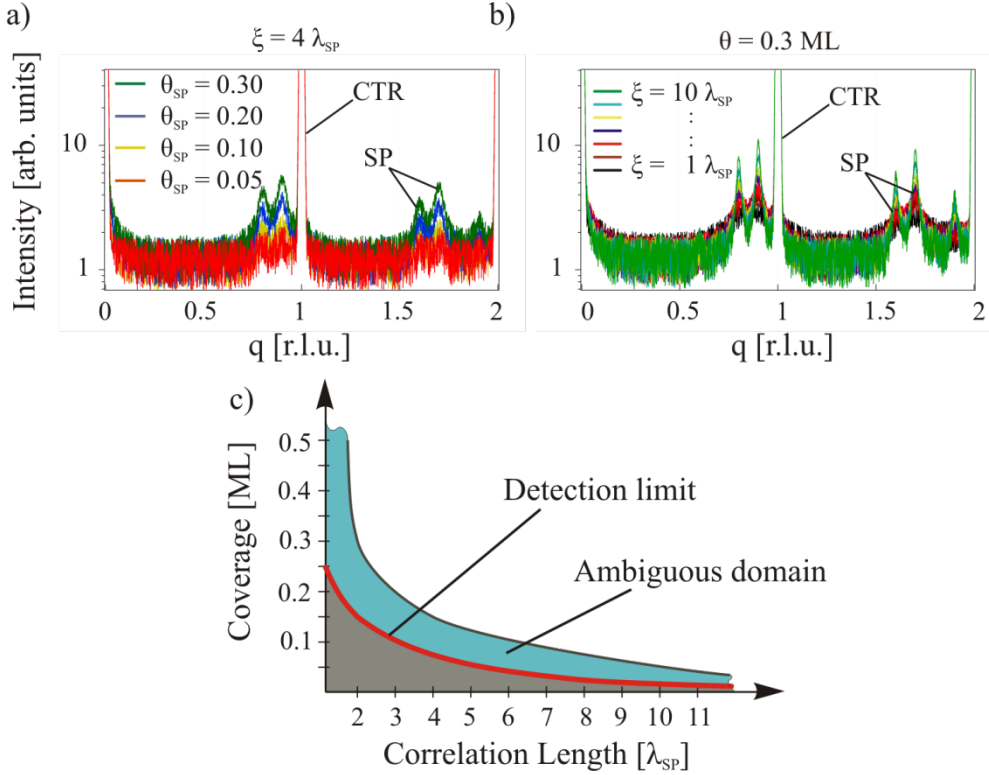 a)
ξ = 4 λSP
Intensity [arb. units]
10
1
θSP = 0.30
θSP = 0.20
θSP = 0.10
θSP = 0.05
CTR
SP
0 0.5 1 1.5 2
q [r.l.u.]
b)
θ = 0.3 ML
ξ = 10 λSP
:
:
ξ = 1 λSP
CTR
SP
10
1
0 0.5 1 1.5 2
q [r.l.u.]
c)
Coverage [ML]
0.5
0.4
0.3
0.2
0.1
Detection limit
Ambiguous domain
2 3 4 5 6 7 8 9 10 11
Correlation Length [λSP]